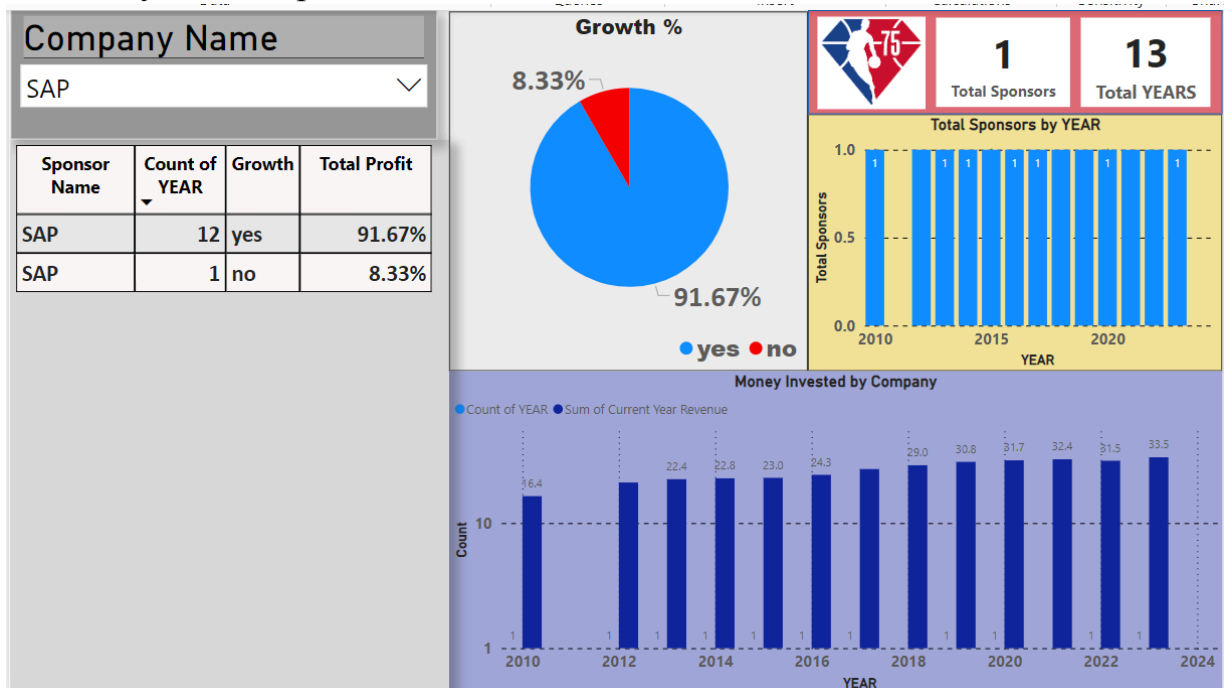 Company Name
SAP
Sponsor Name
Count of YEAR
Growth
Total Profit
SAP 12 yes 91.67%
SAP 1 no 8.33%
Growth %
8.33%
91.67%
yes no
75
1
Total Sponsors
13
Total YEARS
Total Sponsors by YEAR
Total Sponsors
1.0
0.5
0.0
1 1 1 1 1 1 1
2010 2015 2020
YEAR
Money Invested by Company
Count of YEAR Sum of Current Year Revenue
Count
10
1
16.4 22.4 22.8 23.0 24.3 29.0 30.8 31.7 32.4 31.5 33.5
1 1 1 1 1 1 1 1 1 1
2010 2012 2014 2016 2018 2020 2022 2024
YEAR